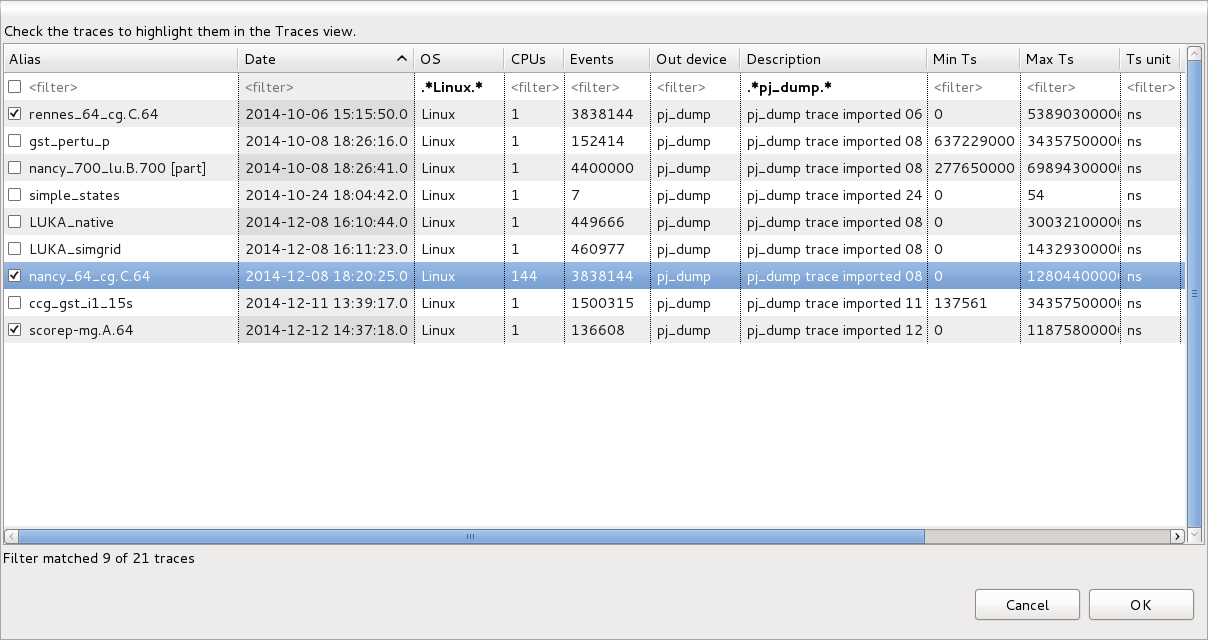 Check the traces to highlight them in the Traces view.
Alias Date OS CPUs Events Out device Description Min Ts Max Ts Ts unit
<filter> <filter> .*Linux.* <filter> <filter> <filter> .*pj_dump.* <filter> <filter> <filter>
rennes_64_cg.C.64 2014-10-06 15:15:50.0 Linux 1 3838144 pj_dump pj_dump trace imported 06 0 5389030000 ns
gst_pertu_p 2014-10-08 18:26:16.0 Linux 1 152414 pj_dump pj_dump trace imported 08 637229000 3435750000 ns
nancy_700_lu.B.700 [part] 2014-10-08 18:26:41.0 Linux 1 4400000 pj_dump pj_dump trace imported 08 277650000 6989430000 ns
simple_states 2014-10-24 18:04:42.0 Linux 1 7 pj_dump pj_dump trace imported 24 0 54 ns
LUKA_native 2014-12-08 16:10:44.0 Linux 1 449666 pj_dump pj_dump trace imported 08 0 3003210000 ns
LUKA_simgrid 2014-12-08 16:11:23.0 Linux 1 460977 pj_dump pj_dump trace imported 08 0 1432930000 ns
nancy_64_cg.C.64 2014-12-08 18:20:25.0 Linux 144 3838144 pj_dump pj_dump trace imported 08 0 1280440000 ns
ccg_gst_i1_15s 2014-12-11 13:39:17.0 Linux 1 1500315 pj_dump pj_dump trace imported 11 137561 3435750000 ns
scorep-mg.A.64 2014-12-12 14:37:18.0 Linux 1 136608 pj_dump pj_dump trace imported 12 0 1187580000 ns
Filter matched 9 of 21 traces
Cancel OK